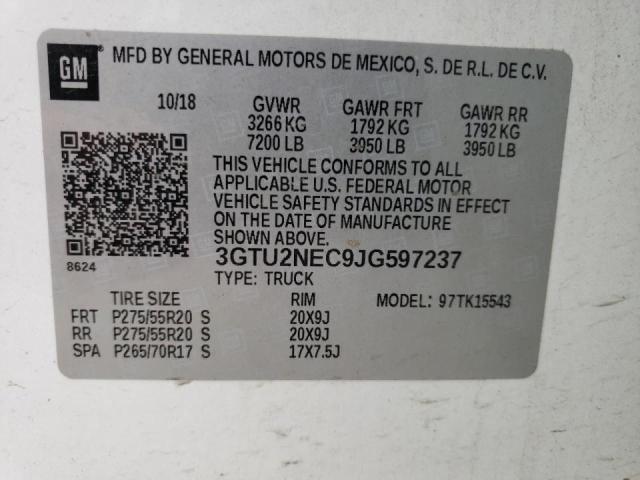 GM
MFD BY GENERAL MOTORS DE MEXICO, S. DE R.L. DE C.V.
10/18 GVWR GAWR FRT GAWR RR
3266 KG 1792 KG 1792 KG
7200 LB 3950 LB 3950 LB
THIS VEHICLE CONFORMS TO ALL
APPLICABLE U.S. FEDERAL MOTOR
VEHICLE SAFETY STANDARDS IN EFFECT
ON THE DATE OF MANUFACTURE
SHOWN ABOVE.
3GTU2NEC9JG597237
8624
TYPE: TRUCK
TIRE SIZE RIM MODEL: 97TK15543
FRT P275/55R20 S 20X9J
RR P275/55R20 S 20X9J
SPA P265/70R17 S 17X7.5J